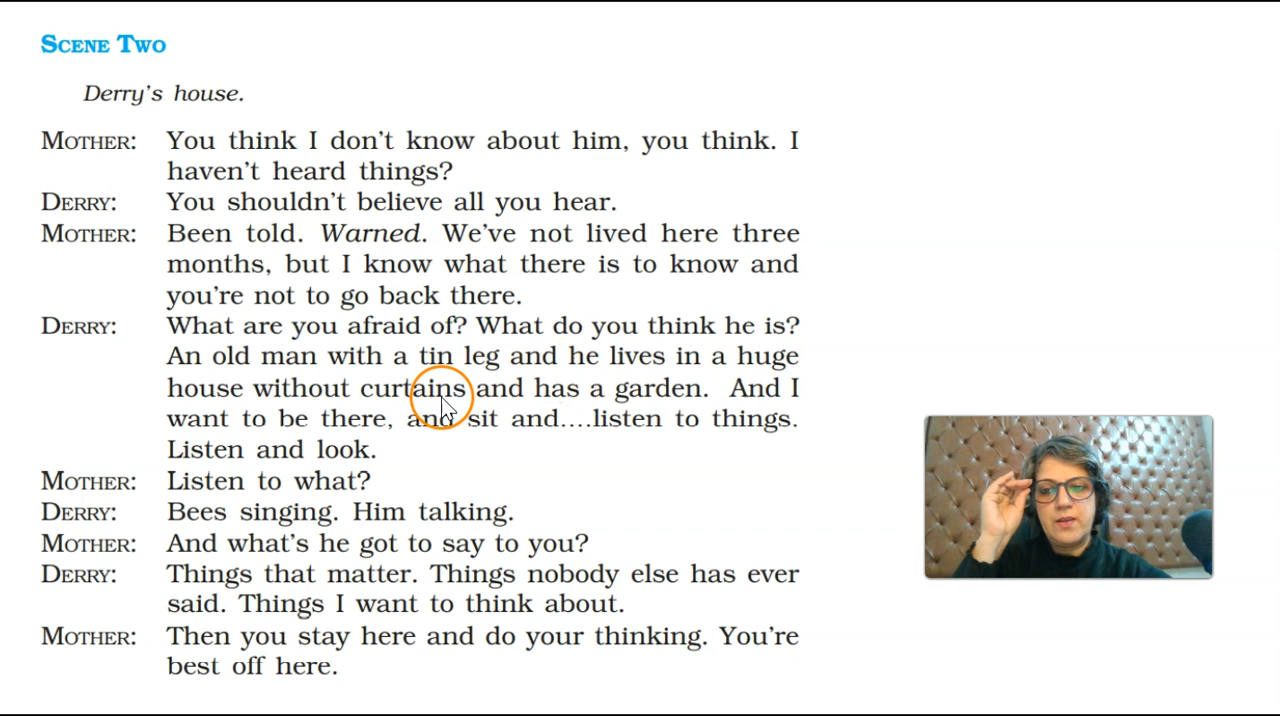 SCENE TWO
Derry's house.
MOTHER: You think I don't know about him, you think. I
haven't heard things?
DERRY: You shouldn't believe all you hear.
MOTHER: Been told. Warned. We've not lived here three
months, but I know what there is to know and
you're not to go back there.
DERRY: What are you afraid of? What do you think he is?
An old man with a tin leg and he lives in a huge
house without curtains and has a garden. And I
want to be there, and sit and....listen to things.
Listen and look.
MOTHER: Listen to what?
DERRY: Bees singing. Him talking.
MOTHER: And what's he got to say to you?
DERRY: Things that matter. Things nobody else has ever
said. Things I want to think about.
MOTHER: Then you stay here and do your thinking. You're
best off here.